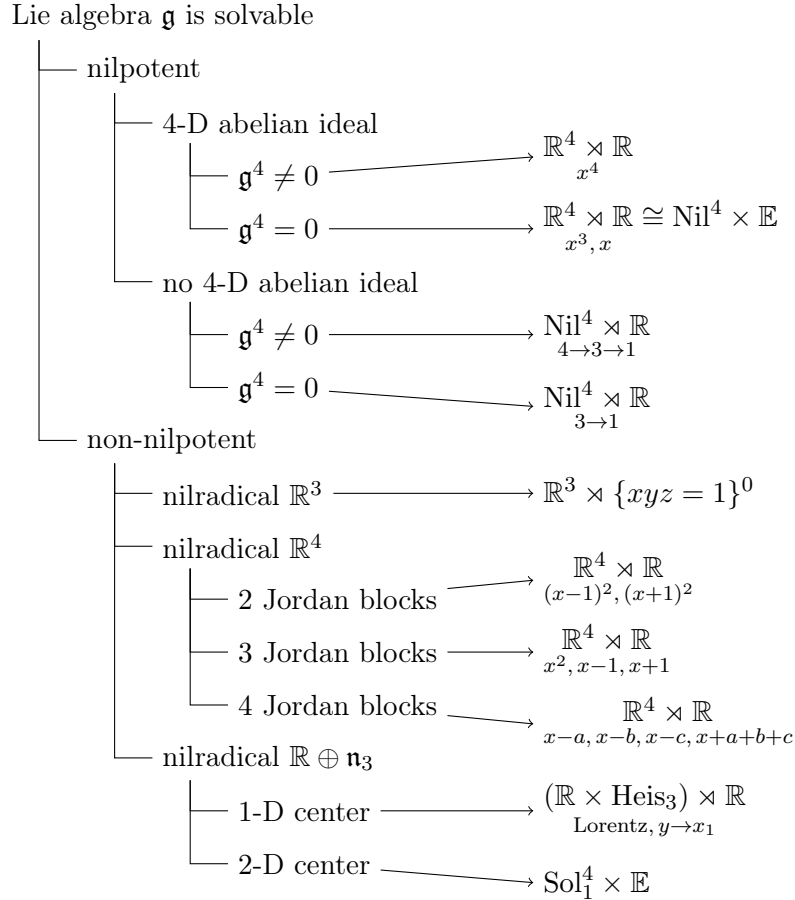 Lie algebra 𝔤 is solvable
nilpotent
4-D abelian ideal
𝔤⁴ ≠ 0
ℝ⁴ ⋊ ℝ
x⁴
𝔤⁴ = 0
ℝ⁴ ⋊ ℝ ≅ Nil⁴ × 𝔼
x³, x
no 4-D abelian ideal
𝔤⁴ ≠ 0
Nil⁴ ⋊ ℝ
4→3→1
𝔤⁴ = 0
Nil⁴ ⋊ ℝ
3→1
non-nilpotent
nilradical ℝ³
ℝ³ ⋊ {xyz = 1}⁰
nilradical ℝ⁴
2 Jordan blocks
ℝ⁴ ⋊ ℝ
(x−1)², (x+1)²
3 Jordan blocks
ℝ⁴ ⋊ ℝ
x², x−1, x+1
4 Jordan blocks
ℝ⁴ ⋊ ℝ
x−a, x−b, x−c, x+a+b+c
nilradical ℝ ⊕ 𝔫₃
1-D center
(ℝ × Heis₃) ⋊ ℝ
Lorentz, y→x₁
2-D center
Sol₁⁴ × 𝔼